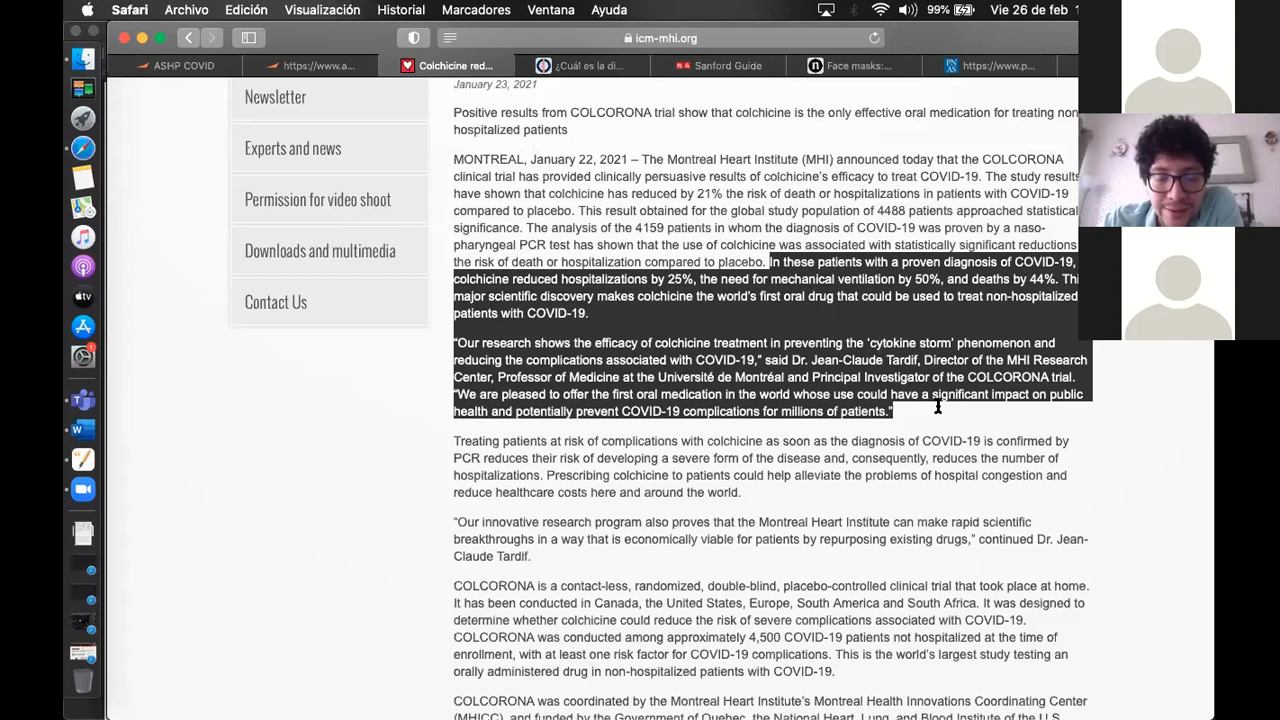 Safari Archivo Edición Visualización Historial Marcadores Ventana Ayuda 99% Vie 26 de feb
icm-mhi.org
ASHP COVID https://www.a... Colchicine red... ¿Cuál es la di... Sanford Guide Face masks:... https://www.p...
Newsletter
Experts and news
Permission for video shoot
Downloads and multimedia
Contact Us
January 23, 2021
Positive results from COLCORONA trial show that colchicine is the only effective oral medication for treating non-
hospitalized patients
MONTREAL, January 22, 2021 – The Montreal Heart Institute (MHI) announced today that the COLCORONA
clinical trial has provided clinically persuasive results of colchicine's efficacy to treat COVID-19. The study results
have shown that colchicine has reduced by 21% the risk of death or hospitalizations in patients with COVID-19
compared to placebo. This result obtained for the global study population of 4488 patients approached statistical
significance. The analysis of the 4159 patients in whom the diagnosis of COVID-19 was proven by a naso-
pharyngeal PCR test has shown that the use of colchicine was associated with statistically significant reductions
the risk of death or hospitalization compared to placebo. In these patients with a proven diagnosis of COVID-19,
colchicine reduced hospitalizations by 25%, the need for mechanical ventilation by 50%, and deaths by 44%. Thi
major scientific discovery makes colchicine the world's first oral drug that could be used to treat non-hospitalized
patients with COVID-19.
"Our research shows the efficacy of colchicine treatment in preventing the 'cytokine storm' phenomenon and
reducing the complications associated with COVID-19," said Dr. Jean-Claude Tardif, Director of the MHI Research
Center, Professor of Medicine at the Université de Montréal and Principal Investigator of the COLCORONA trial.
"We are pleased to offer the first oral medication in the world whose use could have a significant impact on public
health and potentially prevent COVID-19 complications for millions of patients."
Treating patients at risk of complications with colchicine as soon as the diagnosis of COVID-19 is confirmed by
PCR reduces their risk of developing a severe form of the disease and, consequently, reduces the number of
hospitalizations. Prescribing colchicine to patients could help alleviate the problems of hospital congestion and
reduce healthcare costs here and around the world.
"Our innovative research program also proves that the Montreal Heart Institute can make rapid scientific
breakthroughs in a way that is economically viable for patients by repurposing existing drugs," continued Dr. Jean-
Claude Tardif.
COLCORONA is a contact-less, randomized, double-blind, placebo-controlled clinical trial that took place at home.
It has been conducted in Canada, the United States, Europe, South America and South Africa. It was designed to
determine whether colchicine could reduce the risk of severe complications associated with COVID-19.
COLCORONA was conducted among approximately 4,500 COVID-19 patients not hospitalized at the time of
enrollment, with at least one risk factor for COVID-19 complications. This is the world's largest study testing an
orally administered drug in non-hospitalized patients with COVID-19.
COLCORONA was coordinated by the Montreal Heart Institute's Montreal Health Innovations Coordinating Center
(MHICC), and funded by the Government of Quebec, the National Heart, Lung, and Blood Institute of the U.S.